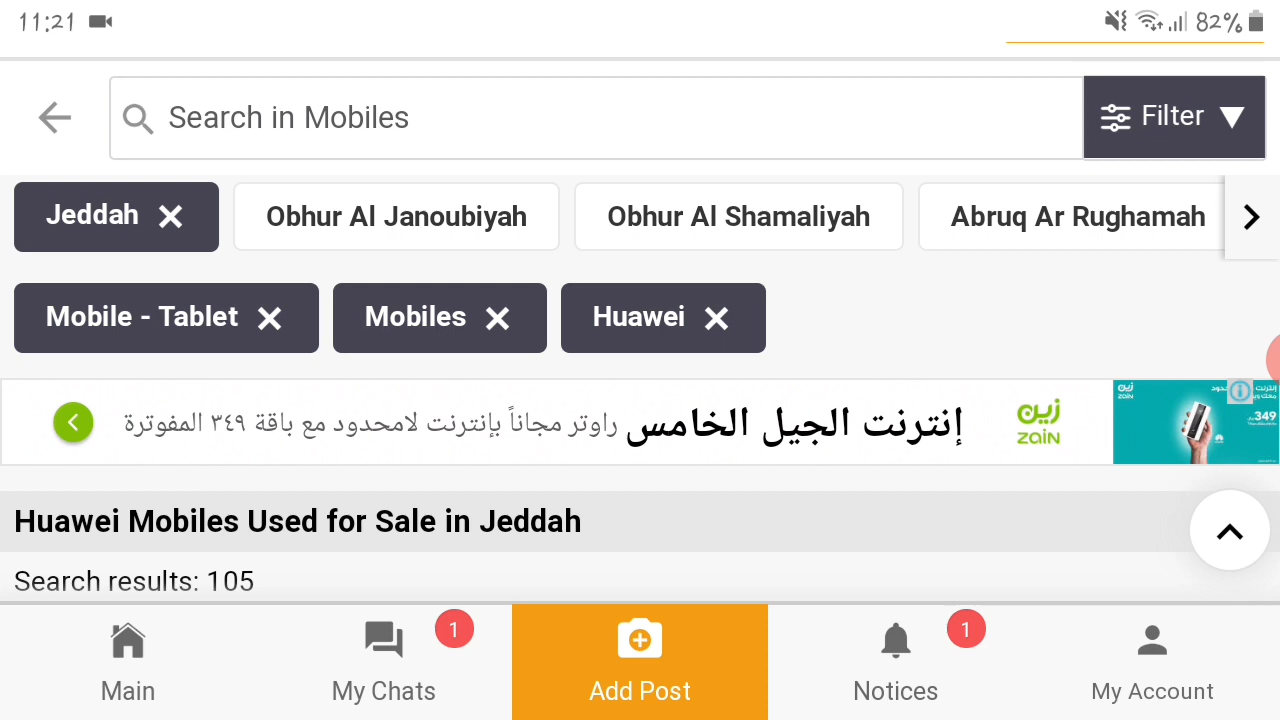 11:21
82%
Search in Mobiles
Filter
Jeddah
Obhur Al Janoubiyah
Obhur Al Shamaliyah
Abruq Ar Rughamah
Mobile - Tablet
Mobiles
Huawei
إنترنت الجيل الخامس راوتر مجاناً بإنترنت لامحدود مع باقة ٣٤٩ المفوترة
زين
zain
زين
zain
349
Huawei Mobiles Used for Sale in Jeddah
Search results: 105
1
1
Main
My Chats
Add Post
Notices
My Account